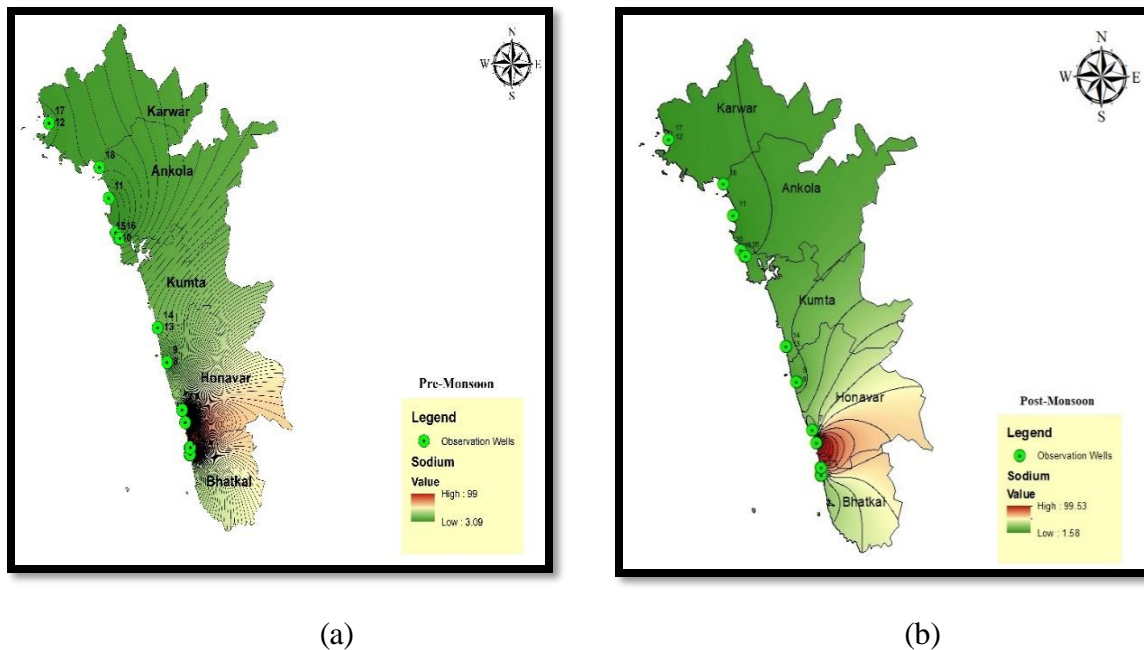 N
W E
S
Karwar
17
12
18
Ankola
11
1516
10
Kumta
14
13
9
8
Honavar
Bhatkal
Pre-Monsoon
Legend
Observation Wells
Sodium
Value
High : 99
Low : 3.09
(a)
N
W E
S
Karwar
17
12
18
Ankola
11
Kumta
14
Honavar
Bhatkal
Post-Monsoon
Legend
Observation Wells
Sodium
Value
High : 99.53
Low : 1.58
(b)